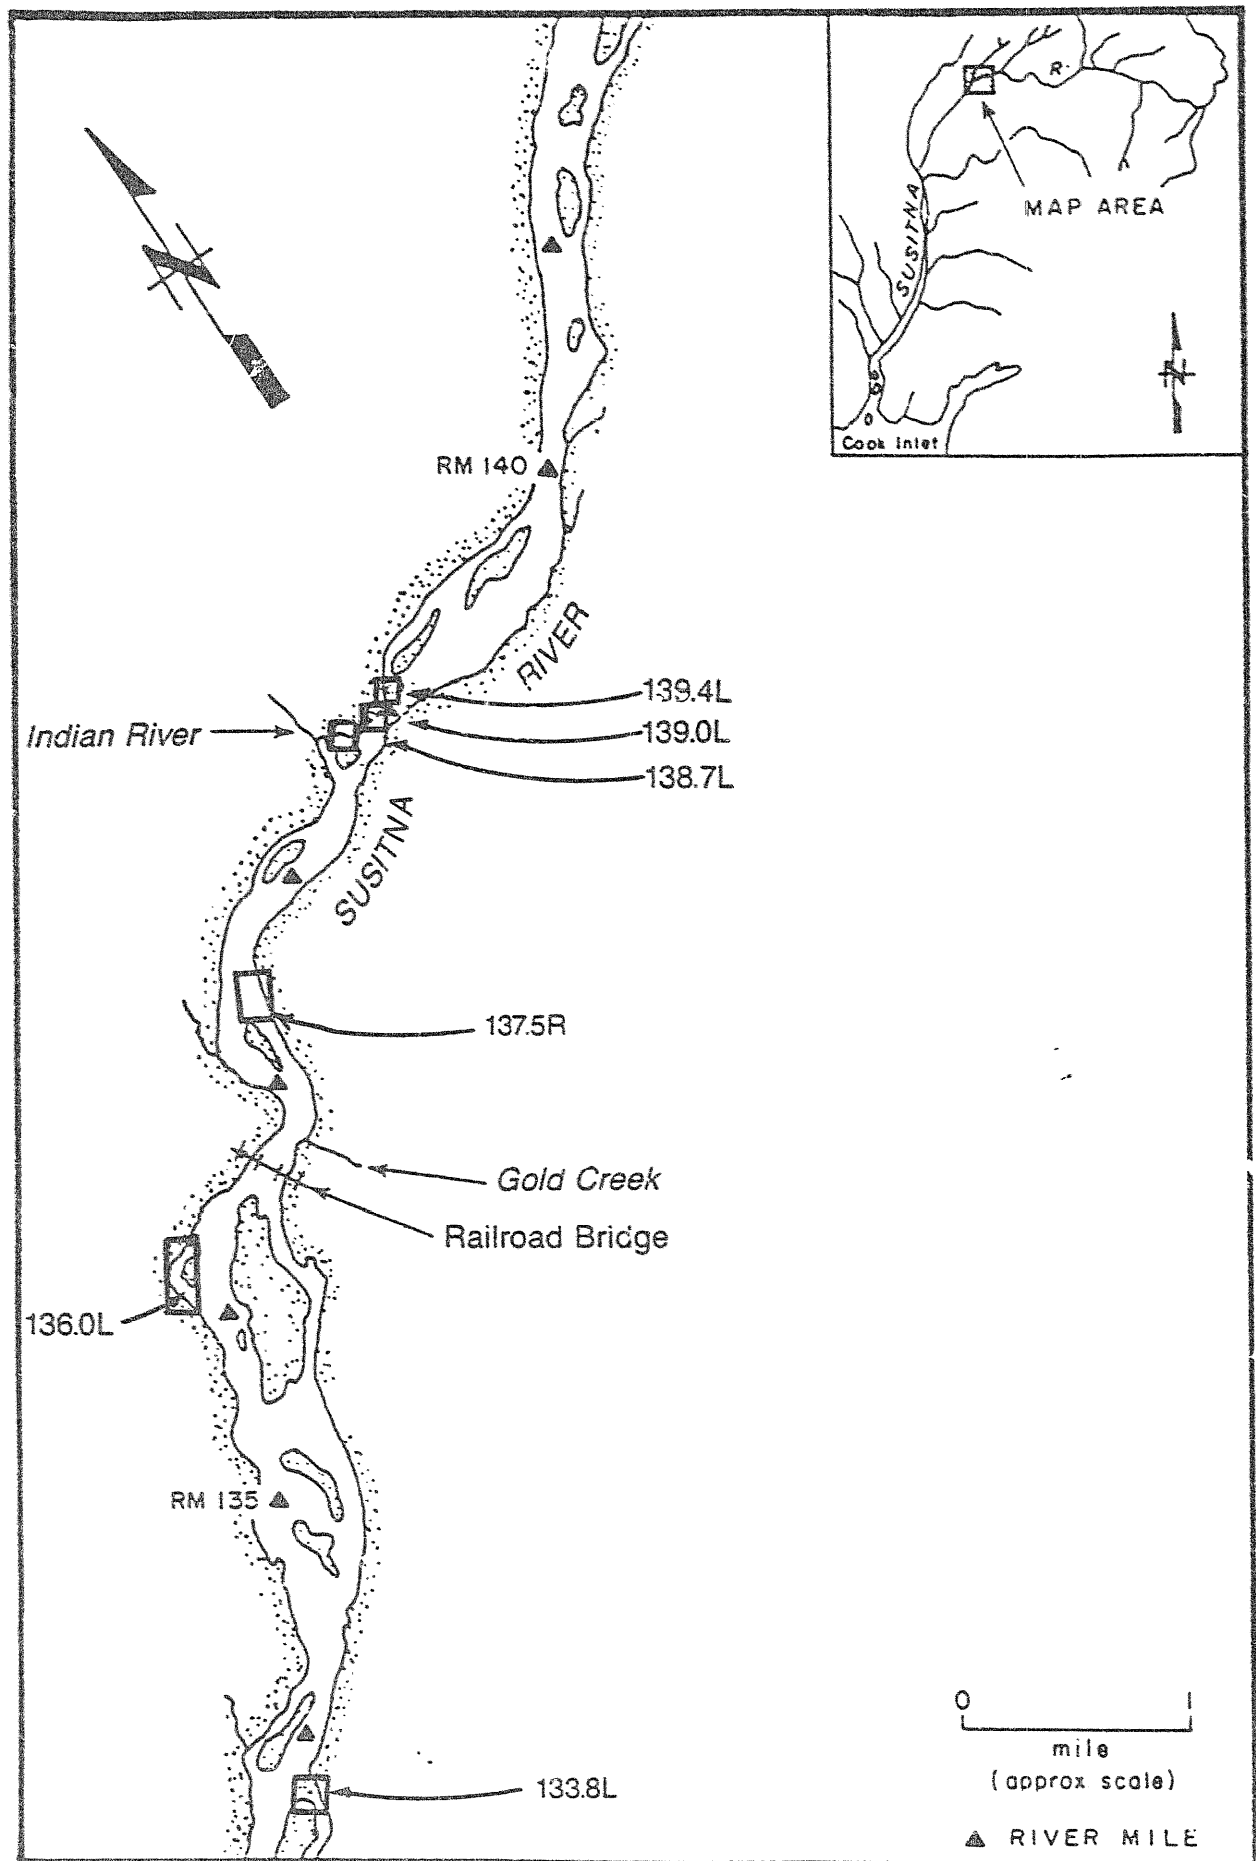 R.
SUSITNA
MAP AREA
Cook Inlet
N
N
RM 140
RIVER
139.4L
Indian River
139.0L
138.7L
SUSITNA
137.5R
Gold Creek
Railroad Bridge
136.0L
RM 135
0 1
mile
(approx scale)
133.8L
RIVER MILE